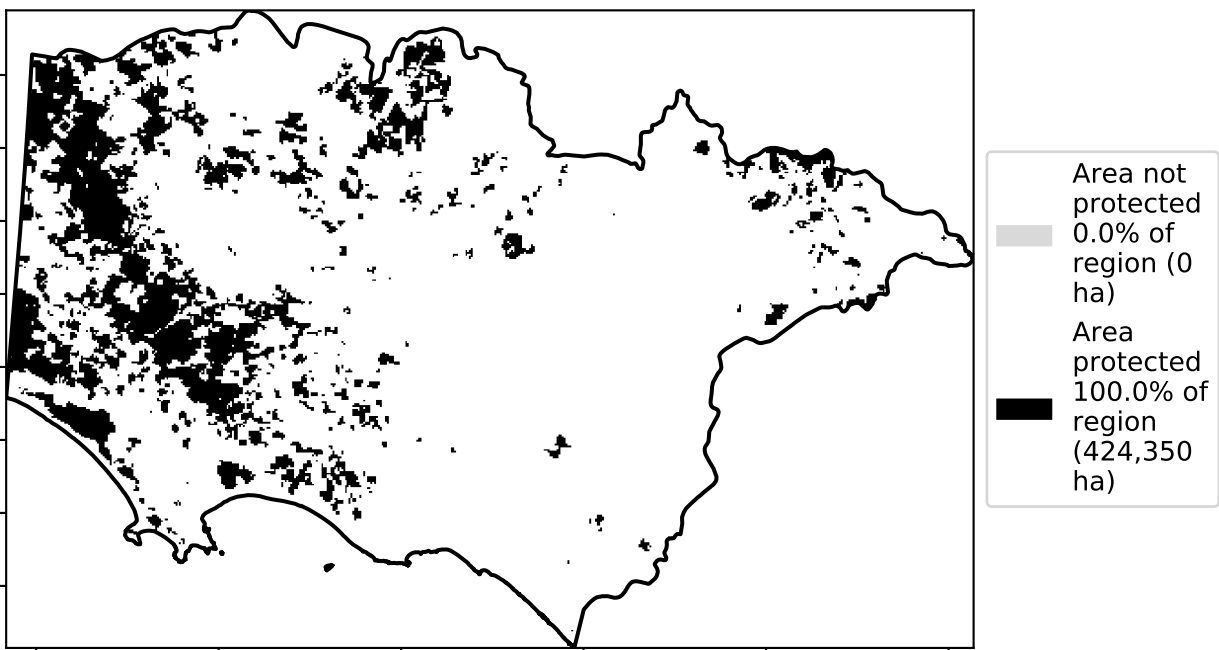 Area not
protected
0.0% of
region (0
ha)
Area
protected
100.0% of
region
(424,350
ha)